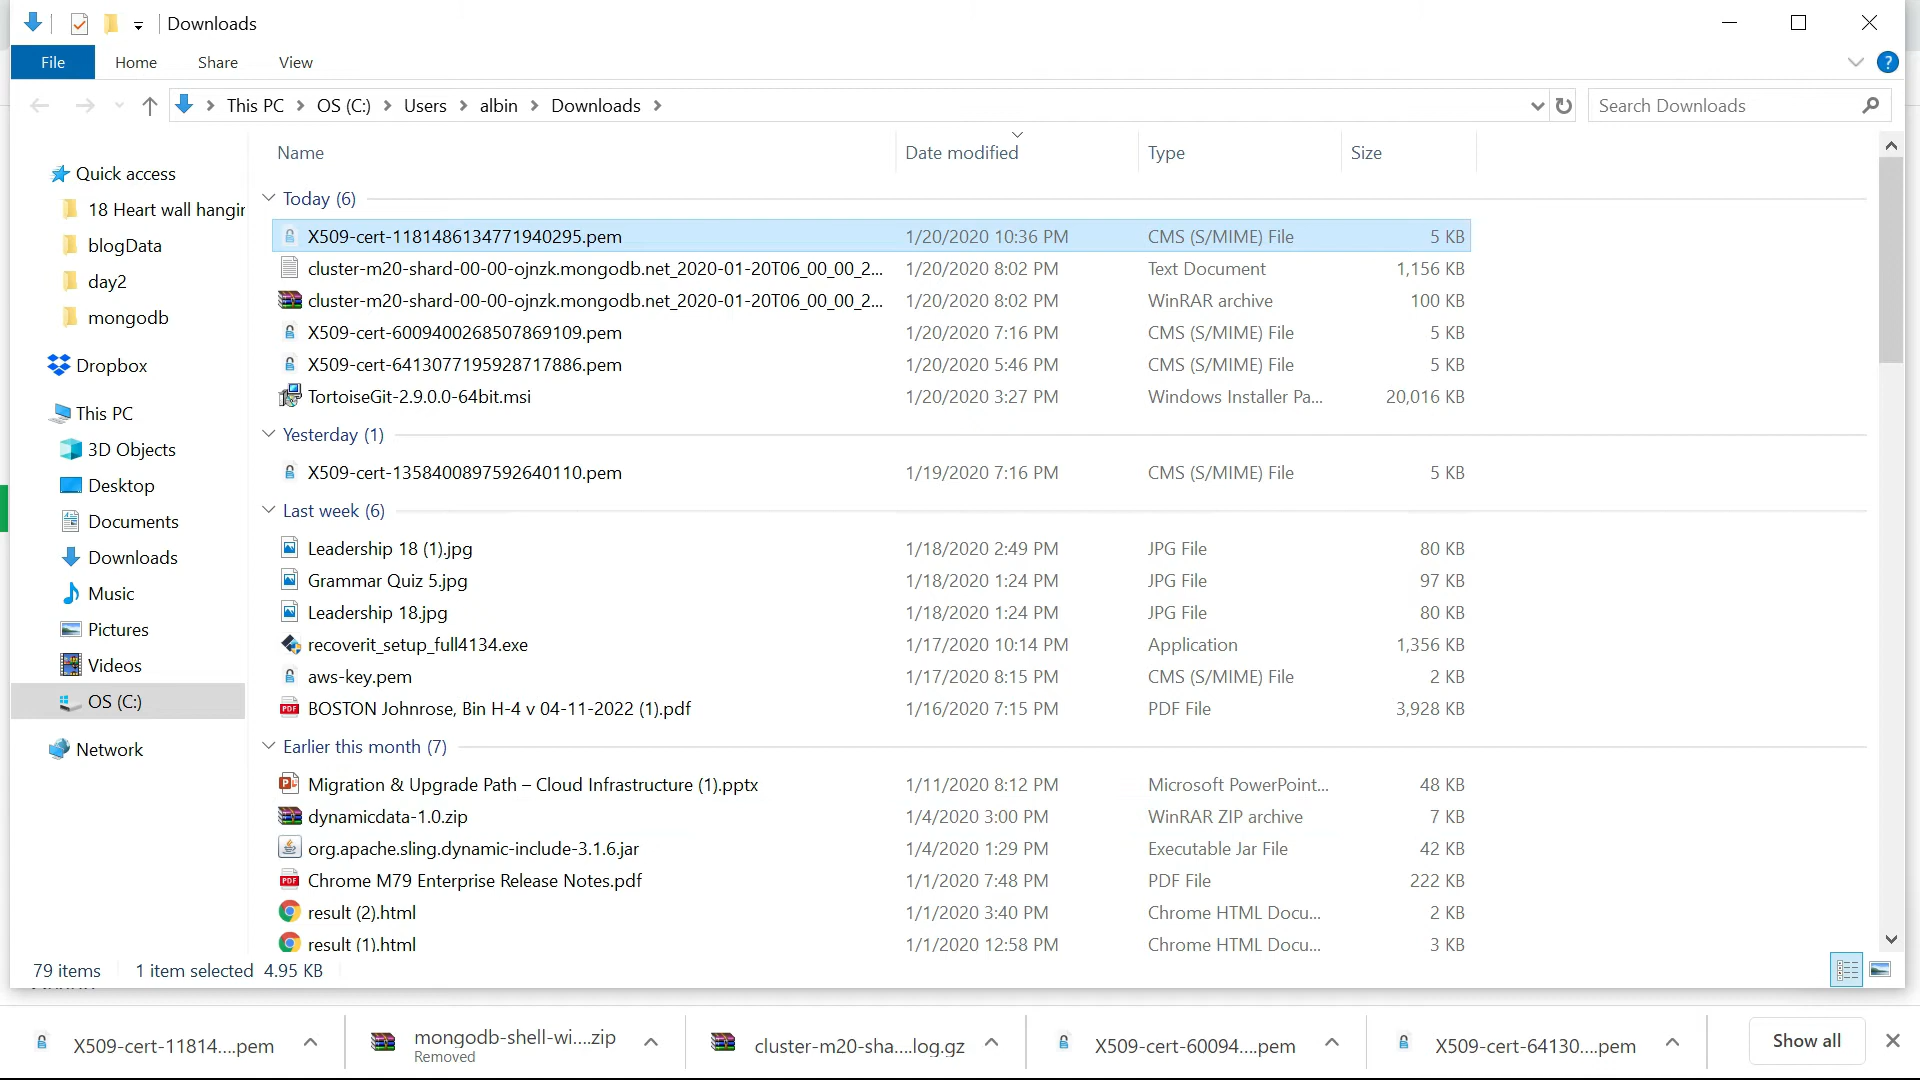 Downloads
File Home Share View
This PC OS (C:) Users albin Downloads Search Downloads
Name Date modified Type Size
Quick access
18 Heart wall hangin
blogData
day2
mongodb
Dropbox
This PC
3D Objects
Desktop
Documents
Downloads
Music
Pictures
Videos
OS (C:)
Network
Today (6)
X509-cert-1181486134771940295.pem 1/20/2020 10:36 PM CMS (S/MIME) File 5 KB
cluster-m20-shard-00-00-ojnzk.mongodb.net_2020-01-20T06_00_00_2... 1/20/2020 8:02 PM Text Document 1,156 KB
cluster-m20-shard-00-00-ojnzk.mongodb.net_2020-01-20T06_00_00_2... 1/20/2020 8:02 PM WinRAR archive 100 KB
X509-cert-6009400268507869109.pem 1/20/2020 7:16 PM CMS (S/MIME) File 5 KB
X509-cert-6413077195928717886.pem 1/20/2020 5:46 PM CMS (S/MIME) File 5 KB
TortoiseGit-2.9.0.0-64bit.msi 1/20/2020 3:27 PM Windows Installer Pa... 20,016 KB
Yesterday (1)
X509-cert-1358400897592640110.pem 1/19/2020 7:16 PM CMS (S/MIME) File 5 KB
Last week (6)
Leadership 18 (1).jpg 1/18/2020 2:49 PM JPG File 80 KB
Grammar Quiz 5.jpg 1/18/2020 1:24 PM JPG File 97 KB
Leadership 18.jpg 1/18/2020 1:24 PM JPG File 80 KB
recoverit_setup_full4134.exe 1/17/2020 10:14 PM Application 1,356 KB
aws-key.pem 1/17/2020 8:15 PM CMS (S/MIME) File 2 KB
BOSTON Johnrose, Bin H-4 v 04-11-2022 (1).pdf 1/16/2020 7:15 PM PDF File 3,928 KB
Earlier this month (7)
Migration & Upgrade Path – Cloud Infrastructure (1).pptx 1/11/2020 8:12 PM Microsoft PowerPoint... 48 KB
dynamicdata-1.0.zip 1/4/2020 3:00 PM WinRAR ZIP archive 7 KB
org.apache.sling.dynamic-include-3.1.6.jar 1/4/2020 1:29 PM Executable Jar File 42 KB
Chrome M79 Enterprise Release Notes.pdf 1/1/2020 7:48 PM PDF File 222 KB
result (2).html 1/1/2020 3:40 PM Chrome HTML Docu... 2 KB
result (1).html 1/1/2020 12:58 PM Chrome HTML Docu... 3 KB
79 items 1 item selected 4.95 KB
X509-cert-11814....pem
mongodb-shell-wi....zip
Removed
cluster-m20-sha....log.gz
X509-cert-60094....pem
X509-cert-64130....pem
Show all